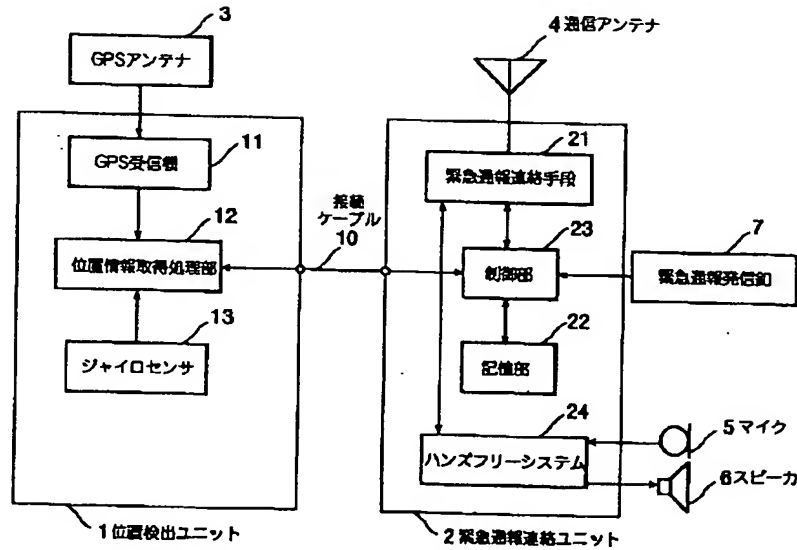 3
GPSアンテナ
4 通信アンテナ
11
GPS受信機
21
緊急通報連絡手段
12
位置情報取得処理部
接続
ケーブル
10
23
制御部
7
緊急通報発信釦
13
ジャイロセンサ
22
記憶部
24
ハンズフリーシステム
5 マイク
6 スピーカ
1 位置検出ユニット
2 緊急通報連絡ユニット